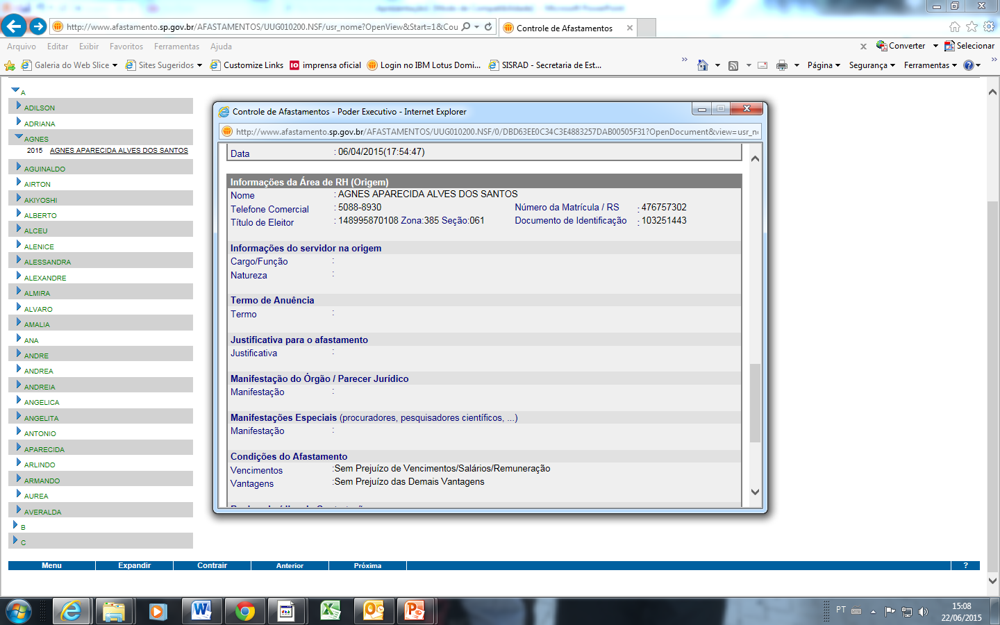 Apresentação1 [Modo de Compatibilidade] - Microsoft PowerPoint
http://www.afastamento.sp.gov.br/AFASTAMENTOS/UUG010200.NSF/usr_nome?OpenView&Start=1&Cou
Controle de Afastamentos
Arquivo Editar Exibir Favoritos Ferramentas Ajuda
x Converter Selecionar
Galeria do Web Slice Sites Sugeridos Customize Links IO imprensa oficial Login no IBM Lotus Domi... SISRAD - Secretaria de Est... » Página Segurança Ferramentas »
A
ADILSON
ADRIANA
AGNES
2015 AGNES APARECIDA ALVES DOS SANTOS
AGUINALDO
AIRTON
AKIYOSHI
ALBERTO
ALCEU
ALENICE
ALESSANDRA
ALEXANDRE
ALMIRA
ALVARO
AMALIA
ANA
ANDRE
ANDREA
ANDREIA
ANGELICA
ANGELITA
ANTONIO
APARECIDA
ARLINDO
ARMANDO
AUREA
AVERALDA
B
C
Controle de Afastamentos - Poder Executivo - Internet Explorer
http://www.afastamento.sp.gov.br/AFASTAMENTOS/UUG010200.NSF/0/DBD63EE0C34C3E4883257DAB00505F31?OpenDocument&view=usr_n
Data : 06/04/2015(17:54:47)
Informações da Área de RH (Origem)
Nome : AGNES APARECIDA ALVES DOS SANTOS
Telefone Comercial : 5088-8930 Número da Matrícula / RS : 476757302
Título de Eleitor : 148995870108 Zona:385 Seção:061 Documento de Identificação : 103251443
Informações do servidor na origem
Cargo/Função :
Natureza :
Termo de Anuência
Termo :
Justificativa para o afastamento
Justificativa :
Manifestação do Órgão / Parecer Jurídico
Manifestação :
Manifestações Especiais (procuradores, pesquisadores científicos, ...)
Manifestação :
Condições do Afastamento
Vencimentos :Sem Prejuízo de Vencimentos/Salários/Remuneração
Vantagens :Sem Prejuízo das Demais Vantagens
Menu Expandir Contrair Anterior Próxima ?
PT 15:08
22/06/2015